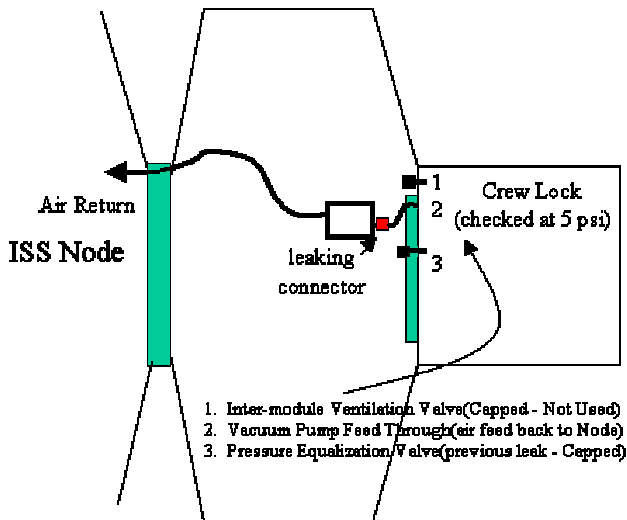 1
Crew Lock
2
(checked at 5 psi)
Air Return
ISS Node
leaking
connector
3
1. Inter-module Ventilation Valve(Capped - Not Used)
2. Vacuum Pump Feed Through(air feed back to Node)
3. Pressure Equalization Valve(previous leak - Capped)